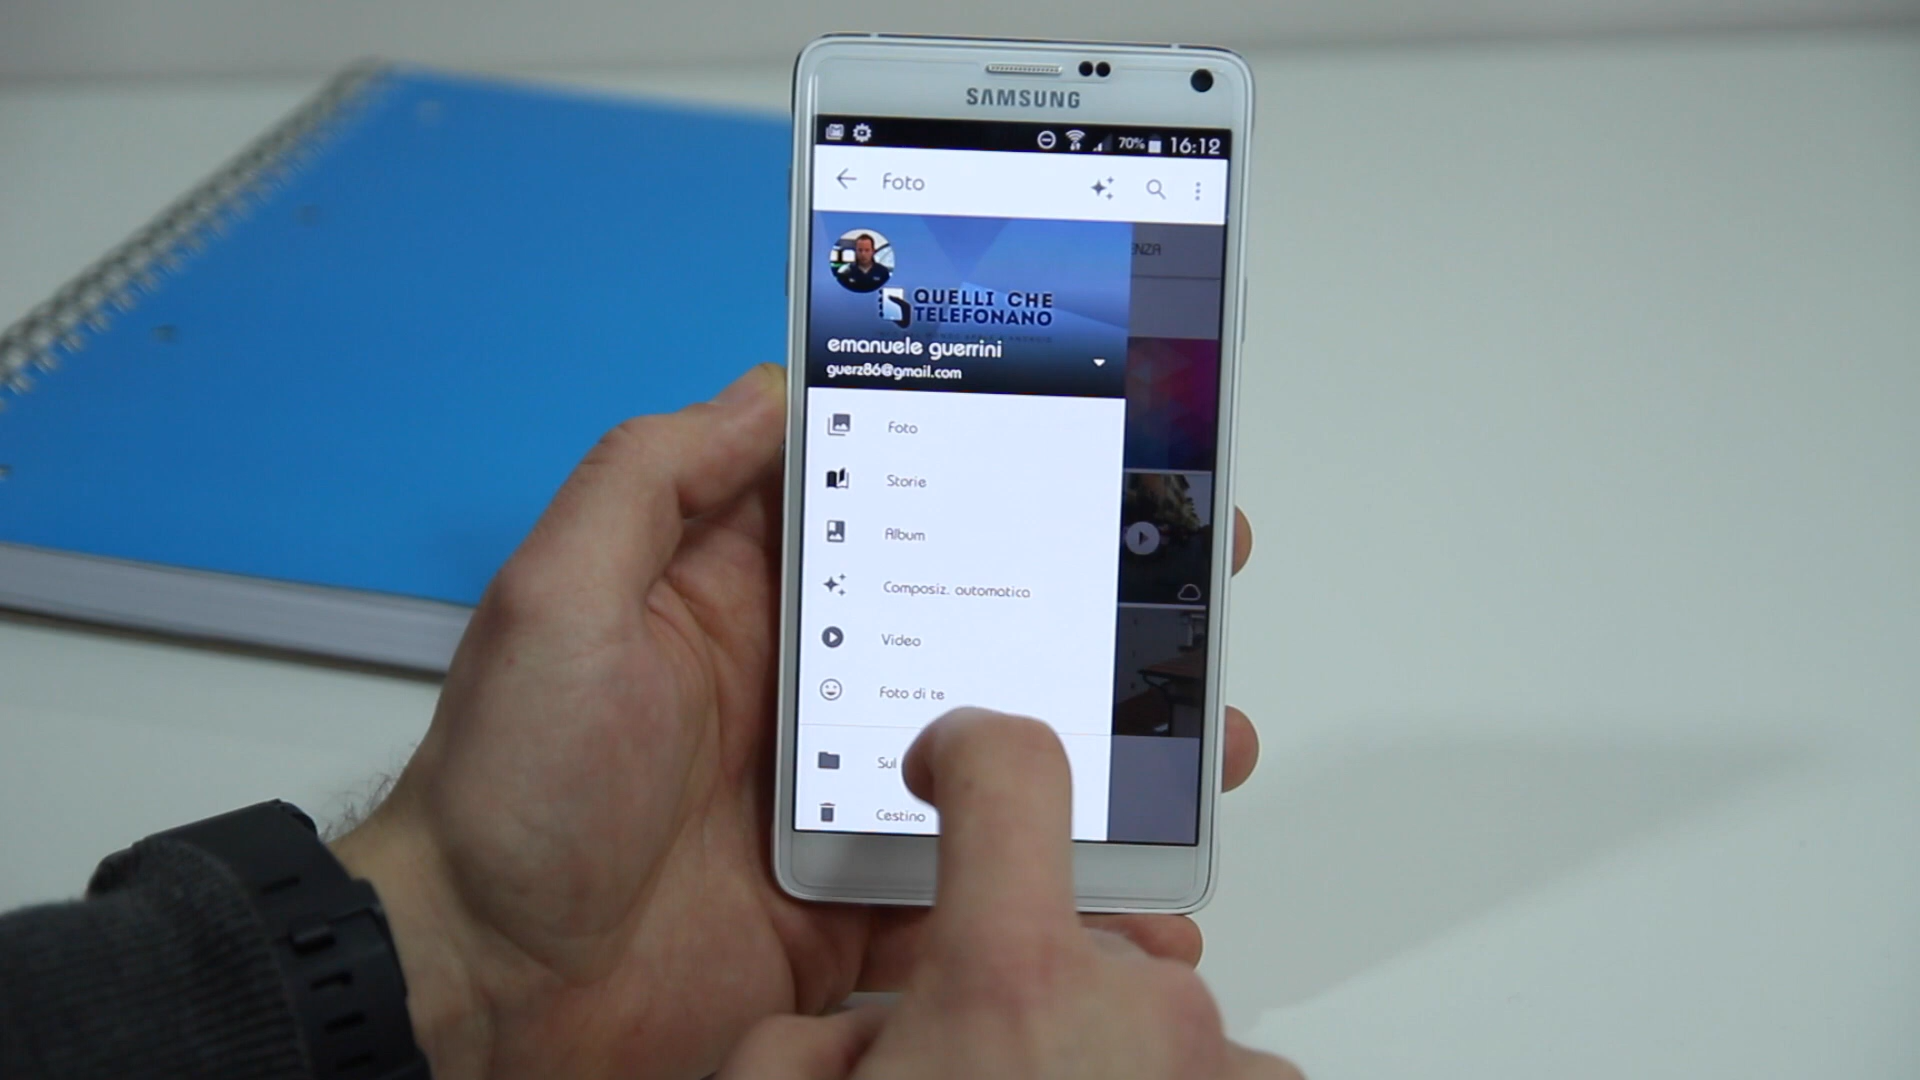 SAMSUNG
70% 16:12
Foto
NZA
QUELLI CHE
TELEFONANO
emanuele guerrini
guerz86@gmail.com
Foto
Storie
Album
Composiz. automatica
Video
Foto di te
Sul
Cestino